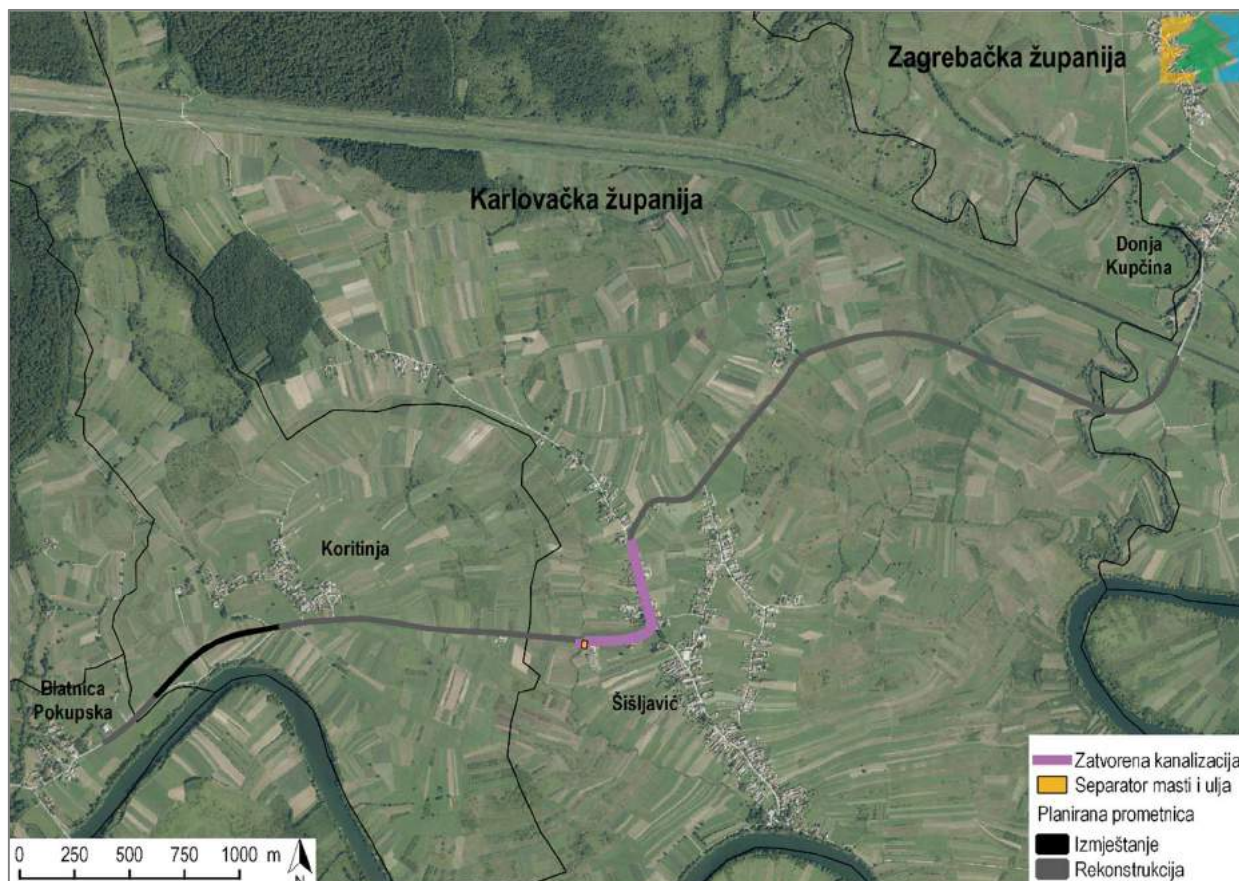 Zagrebačka županija
Karlovačka županija
Donja
Kupčina
Koritinja
Blatnica
Pokupska
Šišljavić
Zatvorena kanalizacija
Separator masti i ulja
Planirana prometnica
Izmještanje
Rekonstrukcija
0 250 500 750 1000 m
N